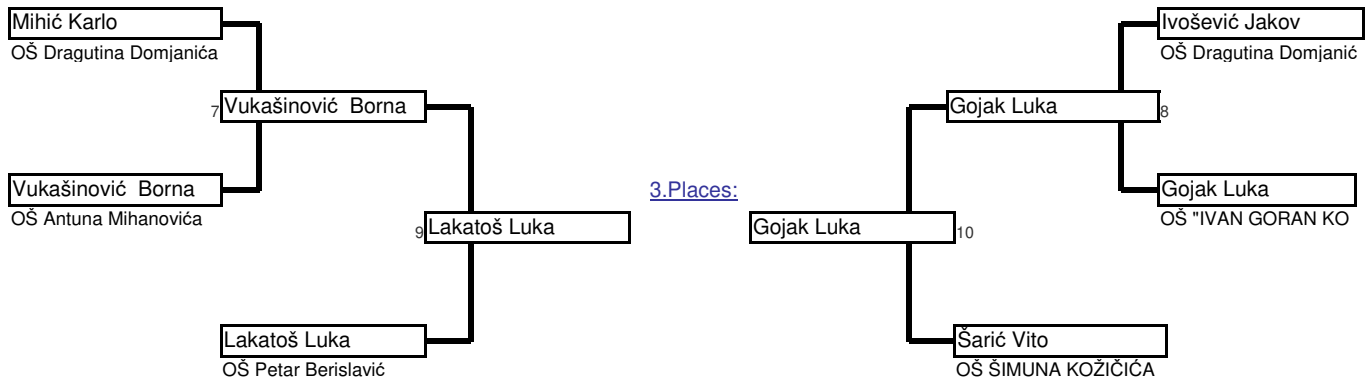 Mihić Karlo
OŠ Dragutina Domjanića
7 Vukašinović  Borna
Vukašinović  Borna
OŠ Antuna Mihanovića
9 Lakatoš Luka
Lakatoš Luka
OŠ Petar Berislavić
3.Places:
Ivošević Jakov
OŠ Dragutina Domjanić
Gojak Luka 8
Gojak Luka
OŠ "IVAN GORAN KO
Gojak Luka 10
Šarić Vito
OŠ ŠIMUNA KOŽIČIĆA